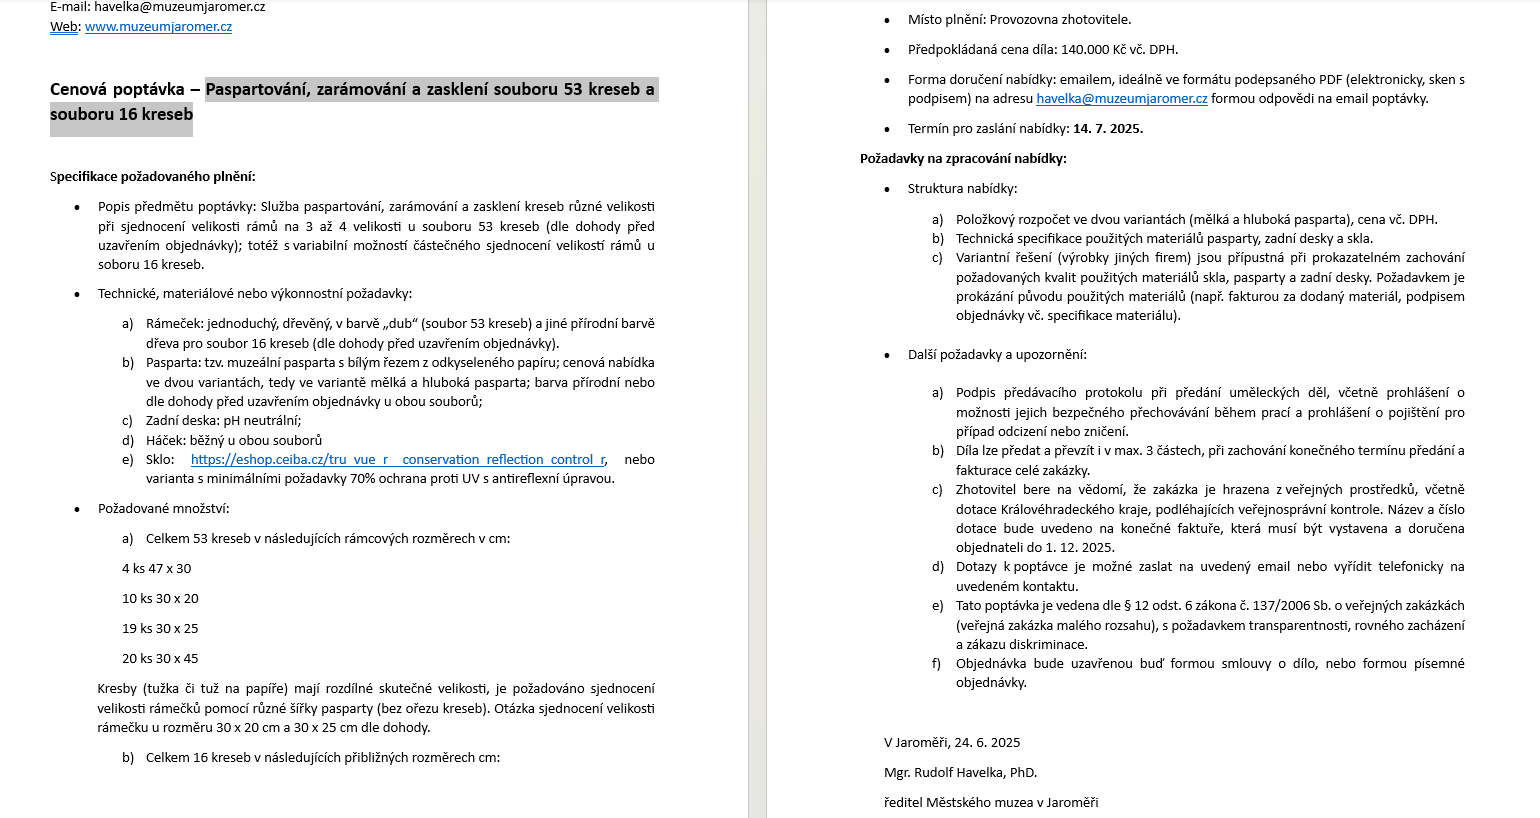 E-mail: havelka@muzeumjaromer.cz
Web: www.muzeumjaromer.cz
Cenová poptávka – Paspartování, zarámování a zasklení souboru 53 kreseb a
souboru 16 kreseb
Specifikace požadovaného plnění:
• Popis předmětu poptávky: Služba paspartování, zarámování a zasklení kreseb různé velikosti
při sjednocení velikosti rámů na 3 až 4 velikosti u souboru 53 kreseb (dle dohody před
uzavřením objednávky); totéž s variabilní možností částečného sjednocení velikostí rámů u
soboru 16 kreseb.
• Technické, materiálové nebo výkonnostní požadavky:
a) Rámeček: jednoduchý, dřevěný, v barvě „dub“ (soubor 53 kreseb) a jiné přírodní barvě
dřeva pro soubor 16 kreseb (dle dohody před uzavřením objednávky).
b) Pasparta: tzv. muzeální pasparta s bílým řezem z odkyseleného papíru; cenová nabídka
ve dvou variantách, tedy ve variantě mělká a hluboká pasparta; barva přírodní nebo
dle dohody před uzavřením objednávky u obou souborů;
c) Zadní deska: pH neutrální;
d) Háček: běžný u obou souborů
e) Sklo: https://eshop.ceiba.cz/tru_vue_r__conservation_reflection_control_r, nebo
varianta s minimálními požadavky 70% ochrana proti UV s antireflexní úpravou.
• Požadované množství:
a) Celkem 53 kreseb v následujících rámcových rozměrech v cm:
4 ks 47 x 30
10 ks 30 x 20
19 ks 30 x 25
20 ks 30 x 45
Kresby (tužka či tuž na papíře) mají rozdílné skutečné velikosti, je požadováno sjednocení
velikosti rámečků pomocí různé šířky pasparty (bez ořezu kreseb). Otázka sjednocení velikosti
rámečku u rozměru 30 x 20 cm a 30 x 25 cm dle dohody.
b) Celkem 16 kreseb v následujících přibližných rozměrech cm:
• Místo plnění: Provozovna zhotovitele.
• Předpokládaná cena díla: 140.000 Kč vč. DPH.
• Forma doručení nabídky: emailem, ideálně ve formátu podepsaného PDF (elektronicky, sken s
podpisem) na adresu havelka@muzeumjaromer.cz formou odpovědi na email poptávky.
• Termín pro zaslání nabídky: 14. 7. 2025.
Požadavky na zpracování nabídky:
• Struktura nabídky:
a) Položkový rozpočet ve dvou variantách (mělká a hluboká pasparta), cena vč. DPH.
b) Technická specifikace použitých materiálů pasparty, zadní desky a skla.
c) Variantní řešení (výrobky jiných firem) jsou přípustná při prokazatelném zachování
požadovaných kvalit použitých materiálů skla, pasparty a zadní desky. Požadavkem je
prokázání původu použitých materiálů (např. fakturou za dodaný materiál, podpisem
objednávky vč. specifikace materiálu).
• Další požadavky a upozornění:
a) Podpis předávacího protokolu při předání uměleckých děl, včetně prohlášení o
možnosti jejich bezpečného přechovávání během prací a prohlášení o pojištění pro
případ odcizení nebo zničení.
b) Díla lze předat a převzít i v max. 3 částech, při zachování konečného termínu předání a
fakturace celé zakázky.
c) Zhotovitel bere na vědomí, že zakázka je hrazena z veřejných prostředků, včetně
dotace Královéhradeckého kraje, podléhajících veřejnosprávní kontrole. Název a číslo
dotace bude uvedeno na konečné faktuře, která musí být vystavena a doručena
objednateli do 1. 12. 2025.
d) Dotazy k poptávce je možné zaslat na uvedený email nebo vyřídit telefonicky na
uvedeném kontaktu.
e) Tato poptávka je vedena dle § 12 odst. 6 zákona č. 137/2006 Sb. o veřejných zakázkách
(veřejná zakázka malého rozsahu), s požadavkem transparentnosti, rovného zacházení
a zákazu diskriminace.
f) Objednávka bude uzavřenou buď formou smlouvy o dílo, nebo formou písemné
objednávky.
V Jaroměři, 24. 6. 2025
Mgr. Rudolf Havelka, PhD.
ředitel Městského muzea v Jaroměři